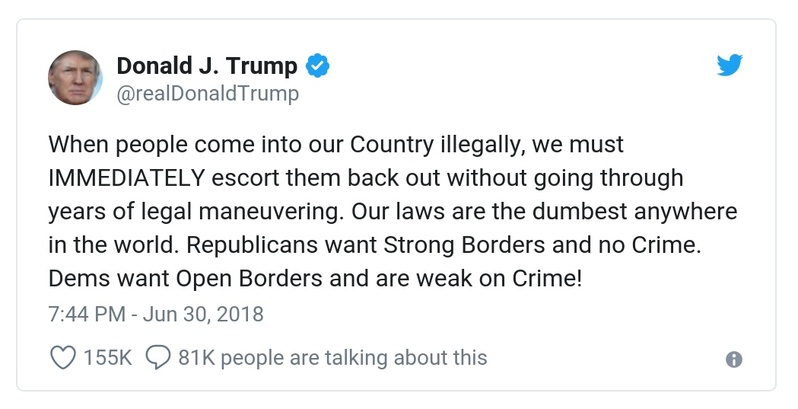 Donald J. Trump
@realDonaldTrump
When people come into our Country illegally, we must
IMMEDIATELY escort them back out without going through
years of legal maneuvering. Our laws are the dumbest anywhere
in the world. Republicans want Strong Borders and no Crime.
Dems want Open Borders and are weak on Crime!
7:44 PM - Jun 30, 2018
155K 81K people are talking about this